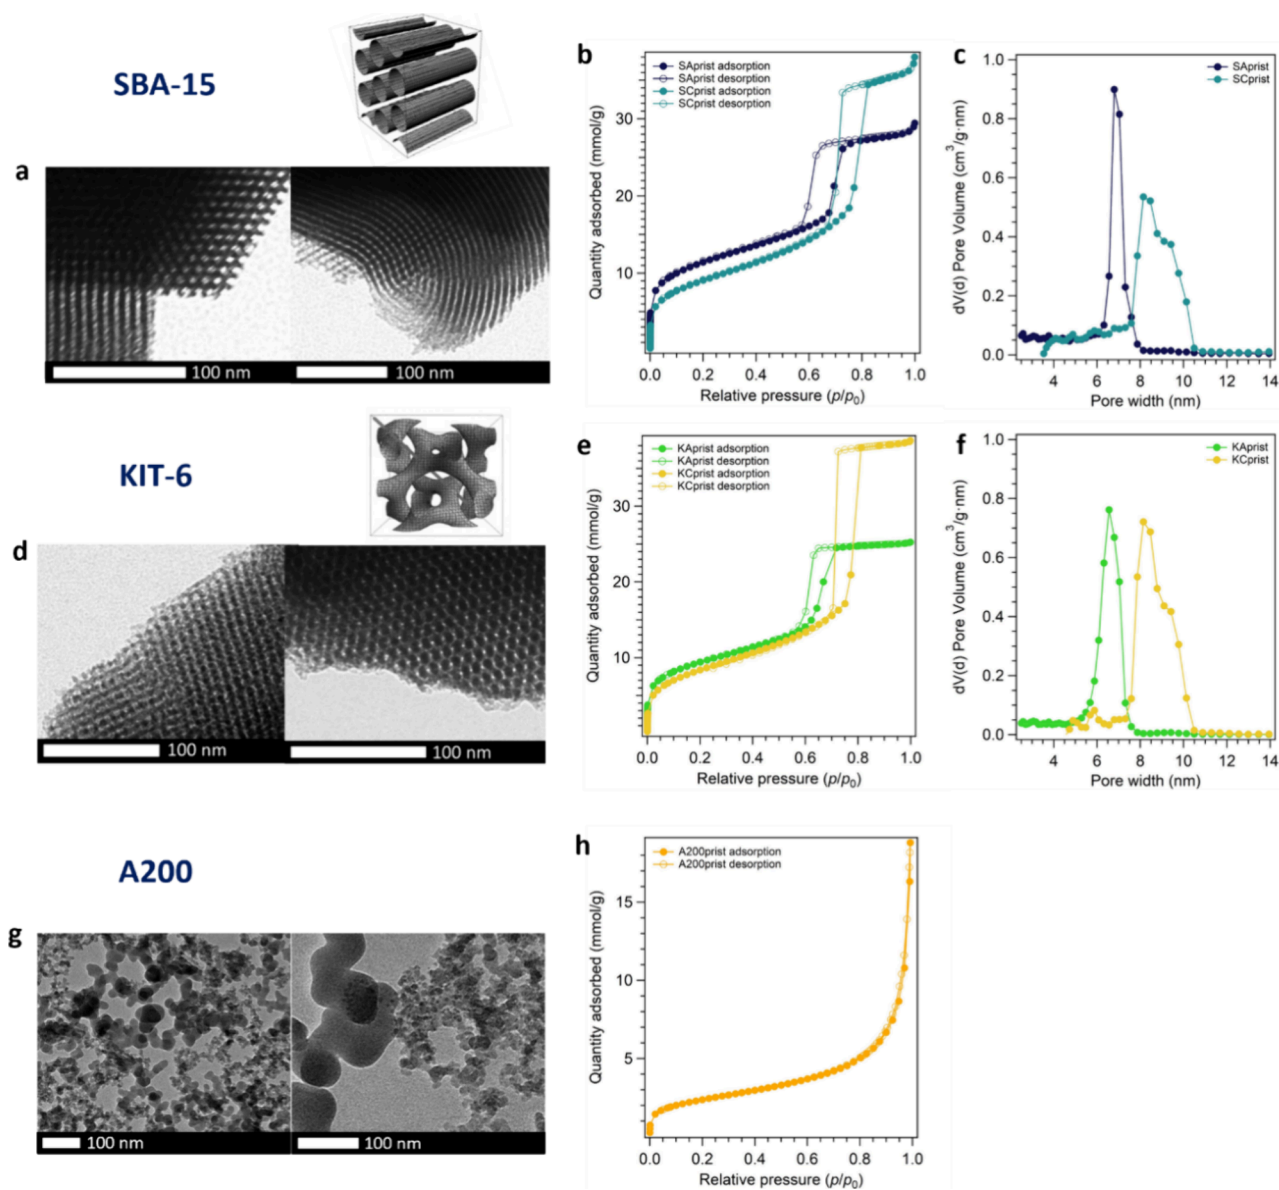 SBA-15
a
100 nm
100 nm
b
SAprist adsorption
SAprist desorption
SCprist adsorption
SCprist desorption
Quantity adsorbed (mmol/g)
30
20
10
0.0 0.2 0.4 0.6 0.8 1.0
Relative pressure (p/p0)
c
SAprist
SCprist
dV(d) Pore Volume (cm3/g·nm)
1.0
0.8
0.6
0.4
0.2
0.0
4 6 8 10 12 14
Pore width (nm)
KIT-6
d
100 nm
100 nm
e
KAprist adsorption
KAprist desorption
KCprist adsorption
KCprist desorption
Quantity adsorbed (mmol/g)
30
20
10
0.0 0.2 0.4 0.6 0.8 1.0
Relative pressure (p/p0)
f
KAprist
KCprist
dV(d) Pore Volume (cm3/g·nm)
1.0
0.8
0.6
0.4
0.2
0.0
4 6 8 10 12 14
Pore width (nm)
A200
g
100 nm
100 nm
h
A200prist adsorption
A200prist desorption
Quantity adsorbed (mmol/g)
15
10
5
0.0 0.2 0.4 0.6 0.8 1.0
Relative pressure (p/p0)